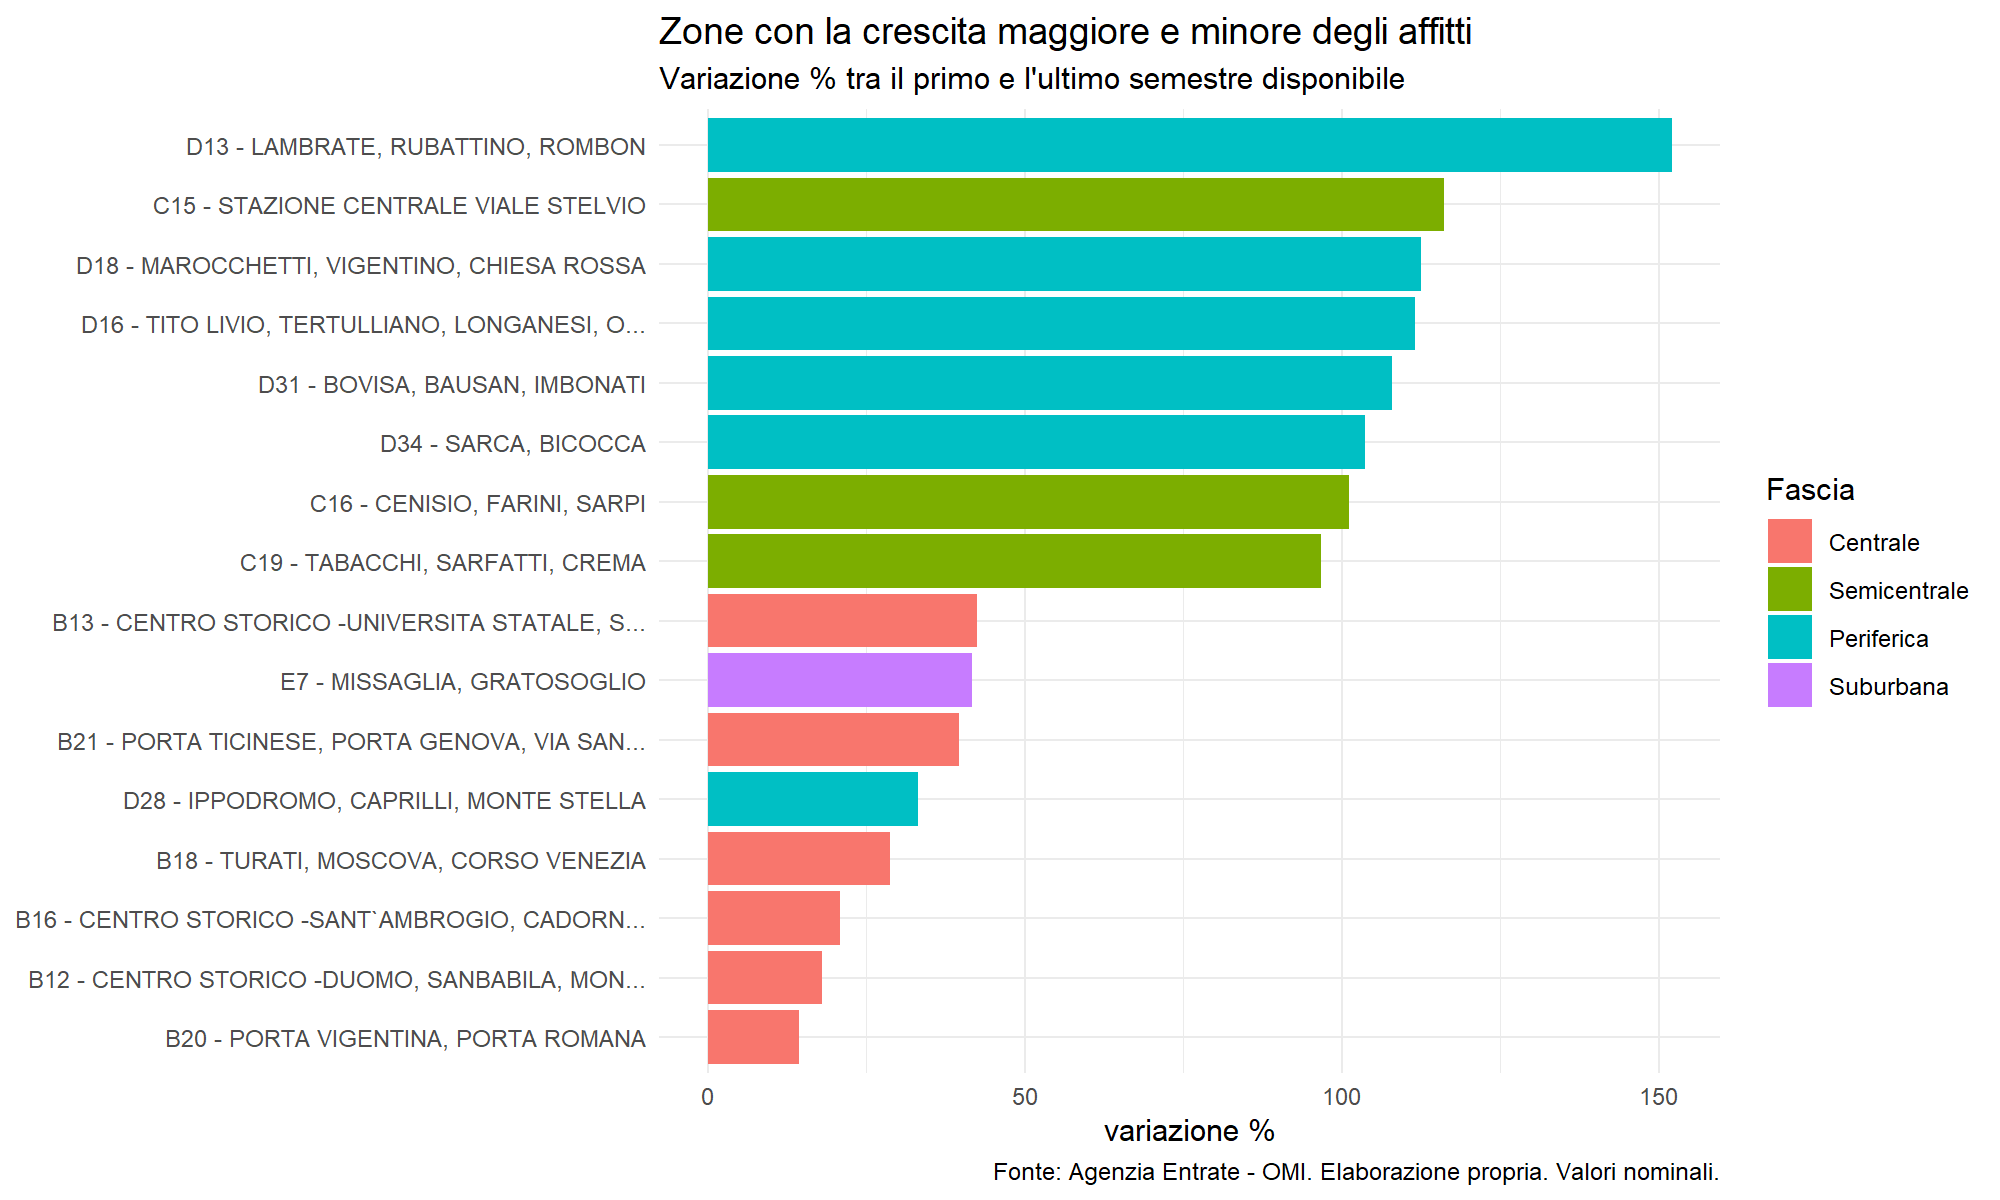 Zone con la crescita maggiore e minore degli affitti
Variazione % tra il primo e l'ultimo semestre disponibile
D13 - LAMBRATE, RUBATTINO, ROMBON
C15 - STAZIONE CENTRALE VIALE STELVIO
D18 - MAROCCHETTI, VIGENTINO, CHIESA ROSSA
D16 - TITO LIVIO, TERTULLIANO, LONGANESI, O...
D31 - BOVISA, BAUSAN, IMBONATI
D34 - SARCA, BICOCCA
C16 - CENISIO, FARINI, SARPI
C19 - TABACCHI, SARFATTI, CREMA
B13 - CENTRO STORICO -UNIVERSITA STATALE, S...
E7 - MISSAGLIA, GRATOSOGLIO
B21 - PORTA TICINESE, PORTA GENOVA, VIA SAN...
D28 - IPPODROMO, CAPRILLI, MONTE STELLA
B18 - TURATI, MOSCOVA, CORSO VENEZIA
B16 - CENTRO STORICO -SANT`AMBROGIO, CADORN...
B12 - CENTRO STORICO -DUOMO, SANBABILA, MON...
B20 - PORTA VIGENTINA, PORTA ROMANA
0 50 100 150
variazione %
Fascia
Centrale
Semicentrale
Periferica
Suburbana
Fonte: Agenzia Entrate - OMI. Elaborazione propria. Valori nominali.